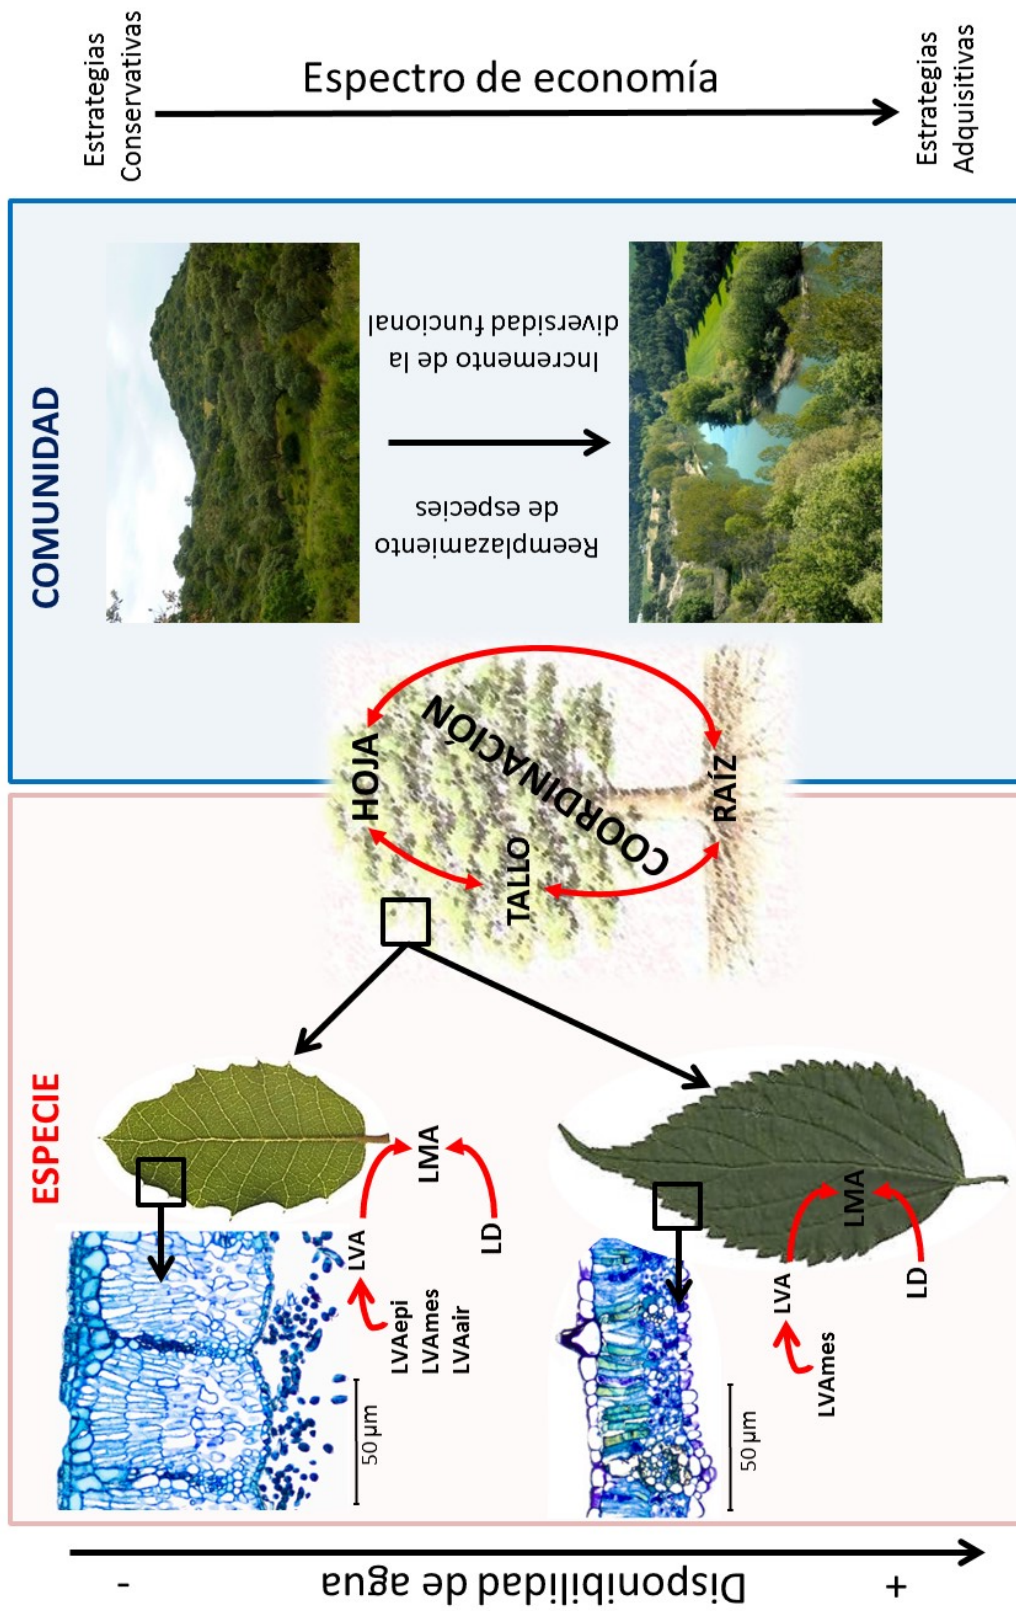 Disponibilidad de agua
-
+
ESPECIE
50 µm
LVAepi
LVAmes
LVAair
LVA
LD
LMA
50 µm
LVAmes
LVA
LD
LMA
HOJA
TALLO
RAÍZ
COORDINACIÓN
COMUNIDAD
Reemplazamiento
de especies
Incremento de la
diversidad funcional
Estrategias
Conservativas
Espectro de economía
Estrategias
Adquisitivas